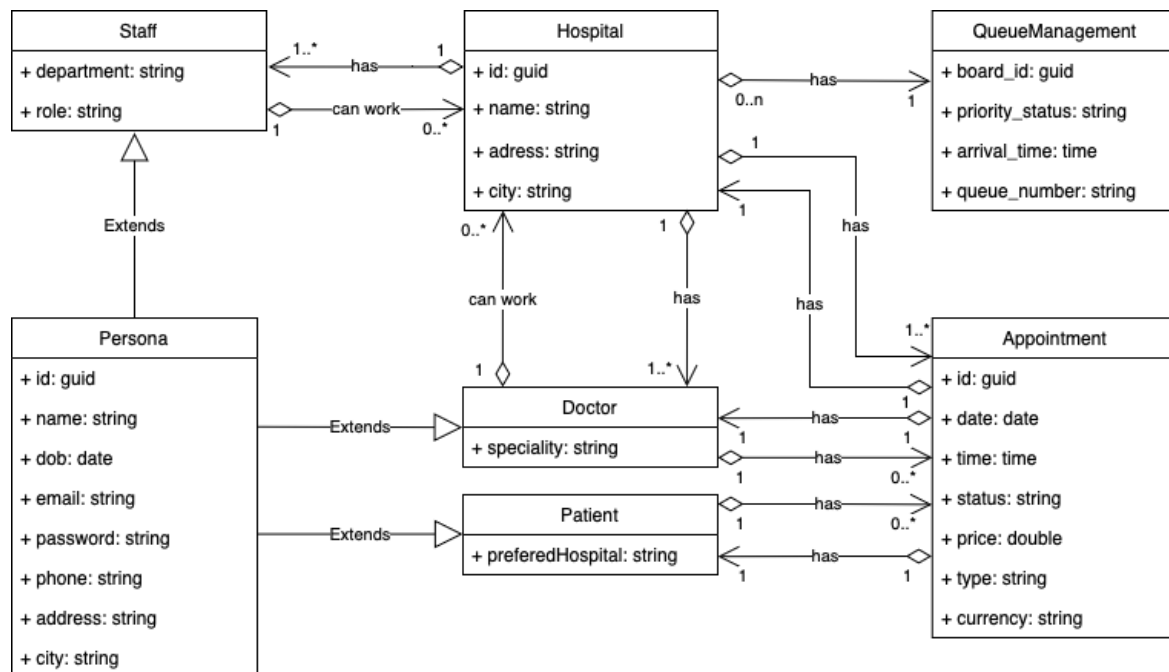 Staff
+ department: string
+ role: string
1..*
has
1
1
can work
0..*
Hospital
+ id: guid
+ name: string
+ adress: string
+ city: string
0..n
has
1
QueueManagement
+ board_id: guid
+ priority_status: string
+ arrival_time: time
+ queue_number: string
Extends
0..*
can work
1
1
has
1..*
1
has
1..*
1
has
1
Persona
+ id: guid
+ name: string
+ dob: date
+ email: string
+ password: string
+ phone: string
+ address: string
+ city: string
Extends
Extends
Doctor
+ speciality: string
Patient
+ preferedHospital: string
1
has
1
1
has
0..*
1
has
0..*
1
has
1
Appointment
+ id: guid
+ date: date
+ time: time
+ status: string
+ price: double
+ type: string
+ currency: string